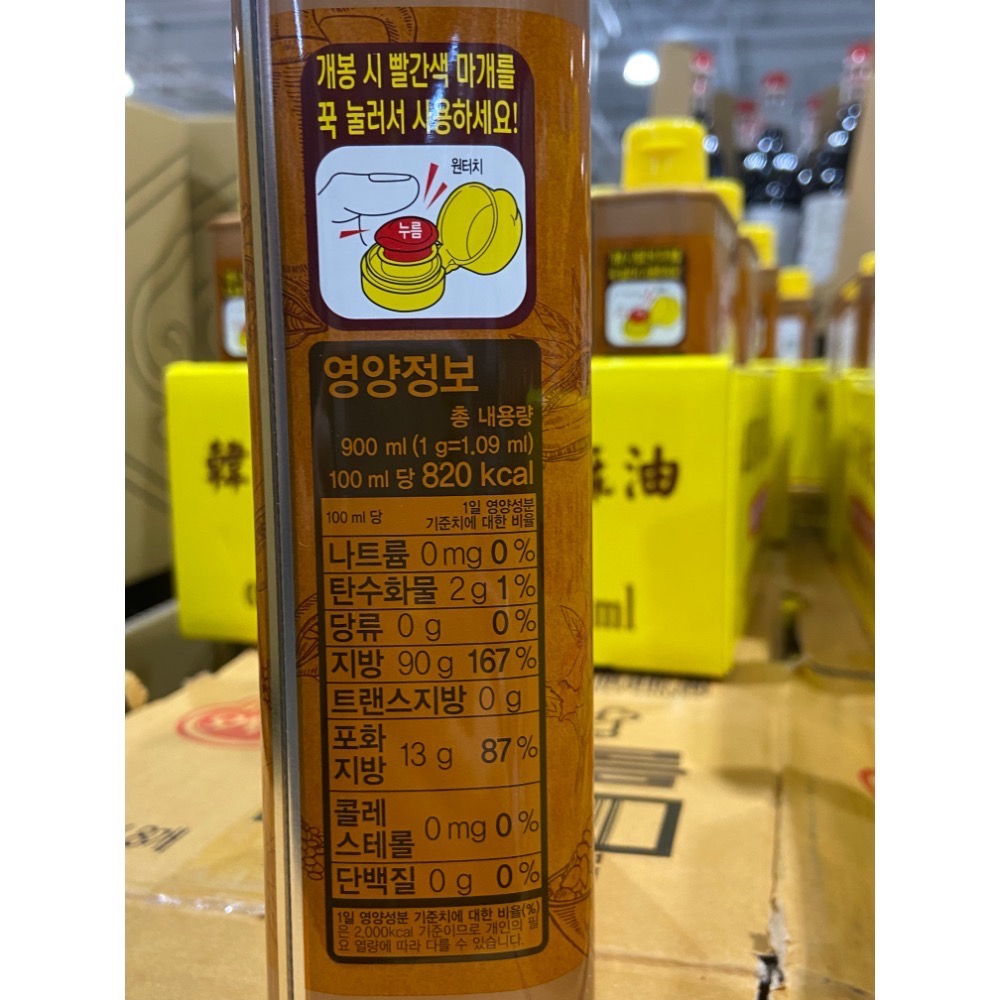 개봉 시 빨간색 마개를
꾹 눌러서 사용하세요!
원터치
누름
영양정보
총 내용량
900 ml (1 g=1.09 ml)
100 ml 당 820 kcal
100 ml 당 1일 영양성분
기준치에 대한 비율
나트륨 0 mg 0 %
탄수화물 2 g 1 %
당류 0 g 0 %
지방 90 g 167 %
트랜스지방 0 g
포화
지방 13 g 87 %
콜레
스테롤 0 mg 0 %
단백질 0 g 0 %
1일 영양성분 기준치에 대한 비율(%)
은 2,000kcal 기준이므로 개인의 필
요 열량에 따라 다를 수 있습니다.
韓
油
ml